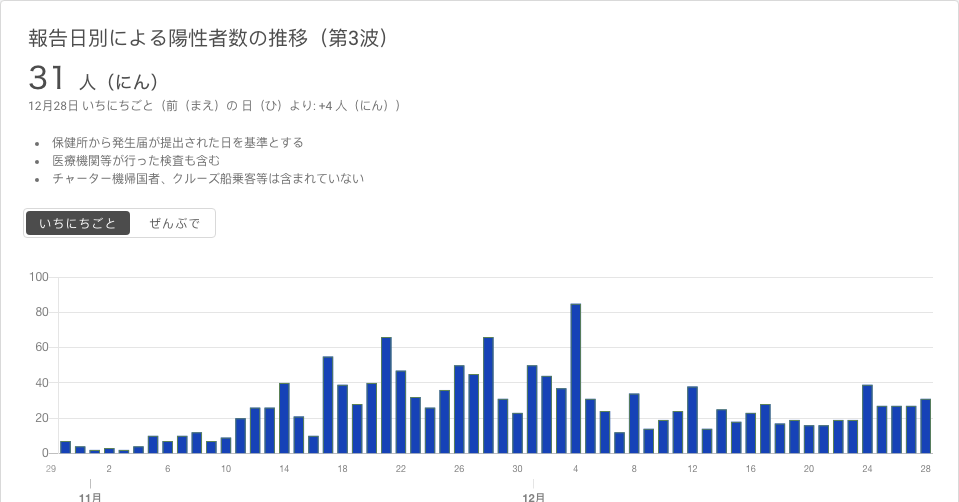 報告日別による陽性者数の推移（第3波）
31 人（にん）
12月28日 いちにちごと（前（まえ）の 日（ひ）より: +4 人（にん））
保健所から発生届が提出された日を基準とする
医療機関等が行った検査も含む
チャーター機帰国者、クルーズ船乗客等は含まれていない
いちにちごと ぜんぶで
100
80
60
40
20
0
29 2 6 10 14 18 22 26 30 4 8 12 16 20 24 28
11月 12月